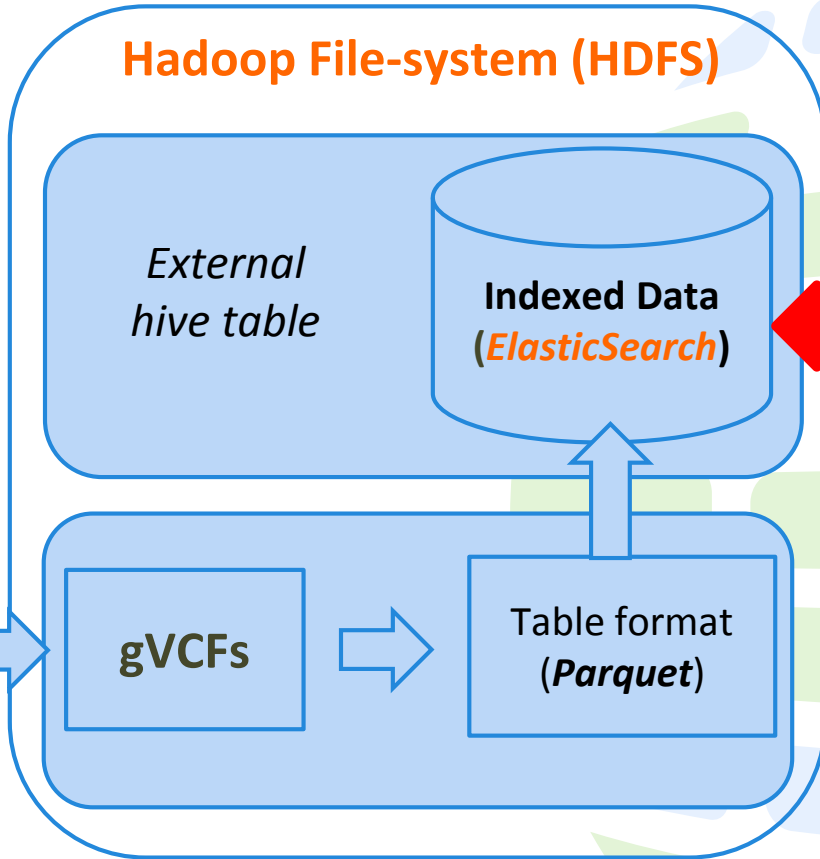 Hadoop File-system (HDFS)
External
hive table
Indexed Data
(ElasticSearch)
gVCFs
Table format
(Parquet)